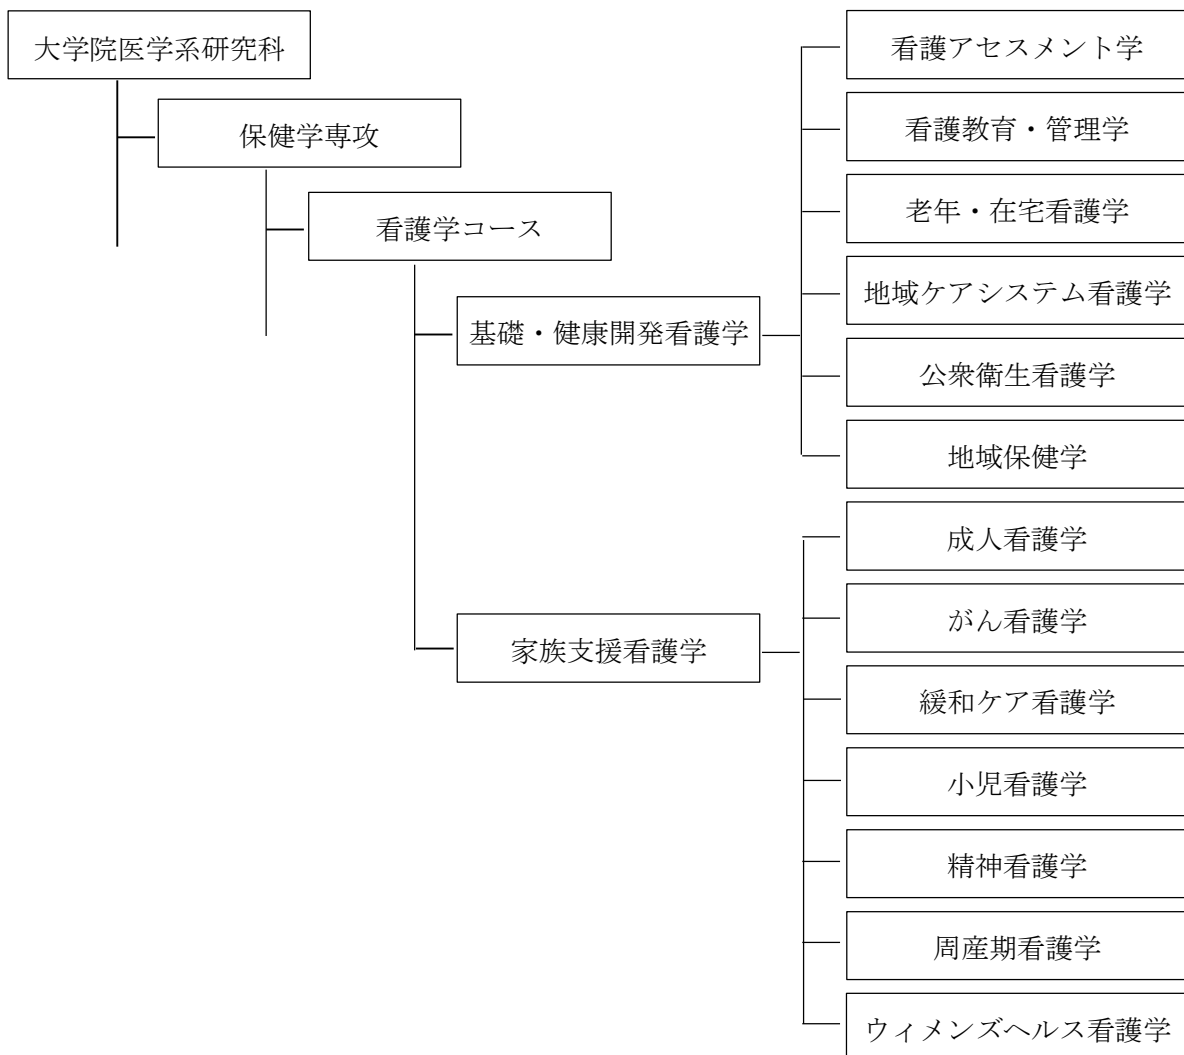 大学院医学系研究科
保健学専攻
看護学コース
基礎・健康開発看護学
看護アセスメント学
看護教育・管理学
老年・在宅看護学
地域ケアシステム看護学
公衆衛生看護学
地域保健学
家族支援看護学
成人看護学
がん看護学
緩和ケア看護学
小児看護学
精神看護学
周産期看護学
ウィメンズヘルス看護学